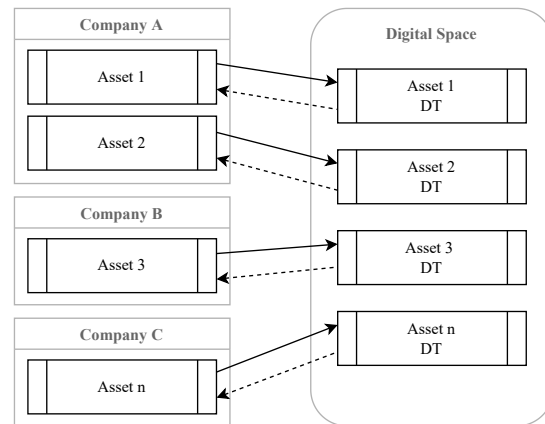 Company A
Asset 1
Asset 2
Company B
Asset 3
Company C
Asset n
Digital Space
Asset 1
DT
Asset 2
DT
Asset 3
DT
Asset n
DT